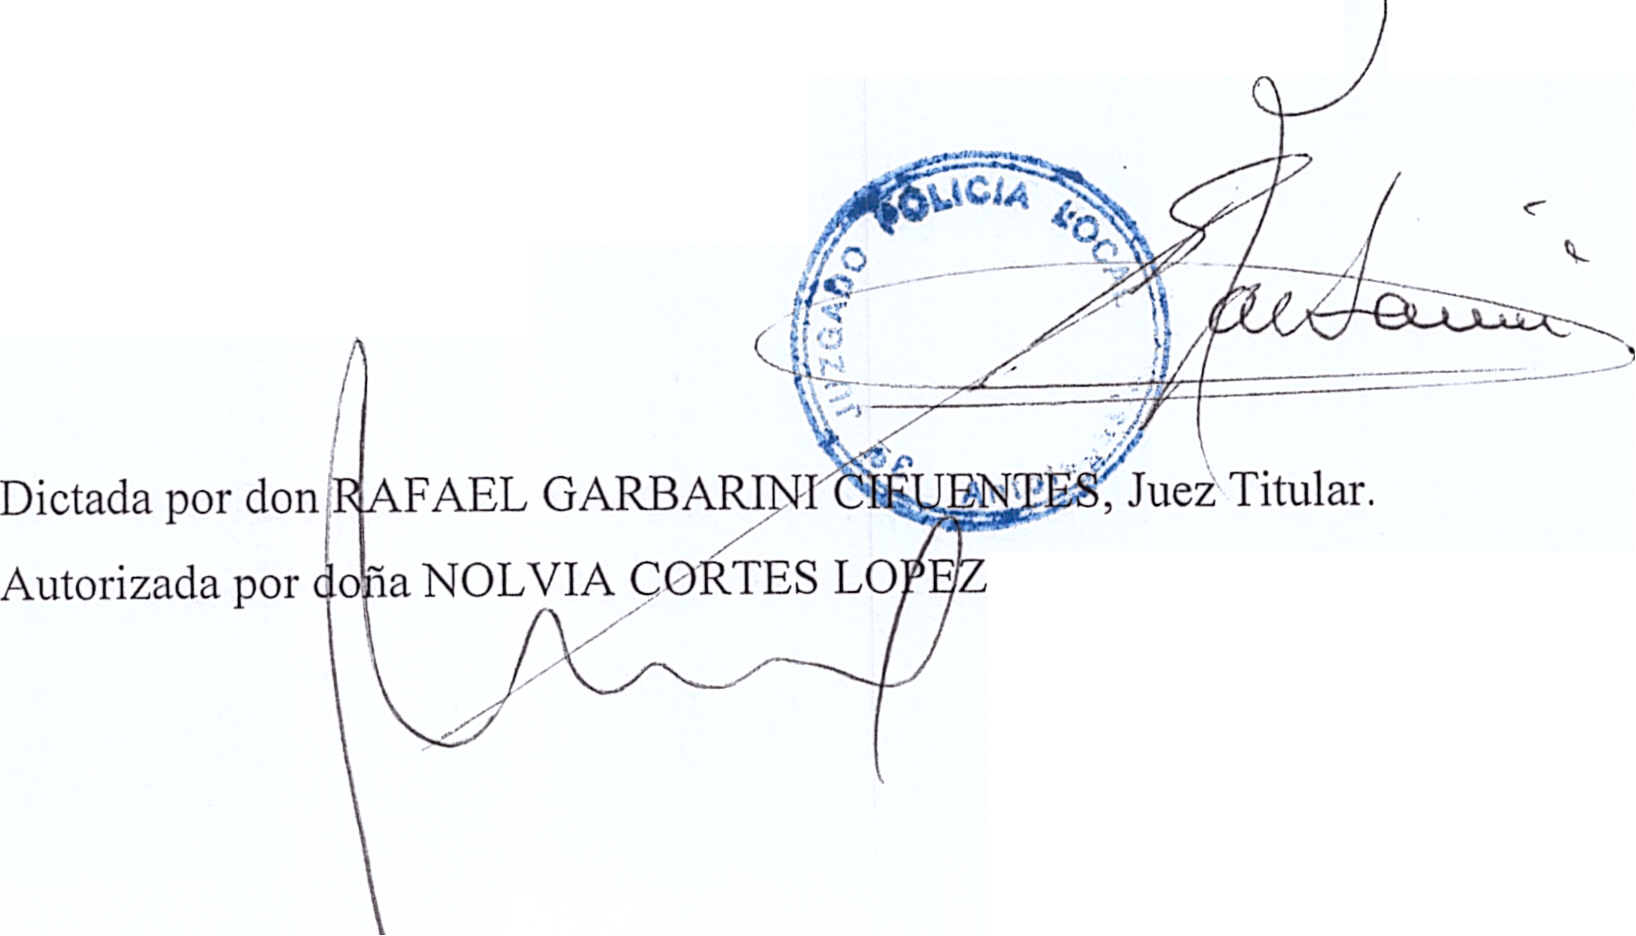 JUZGADO POLICIA LOCAL
Dictada por don RAFAEL GARBARINI CIFUENTES, Juez Titular.
Autorizada por doña NOLVIA CORTES LOPEZ